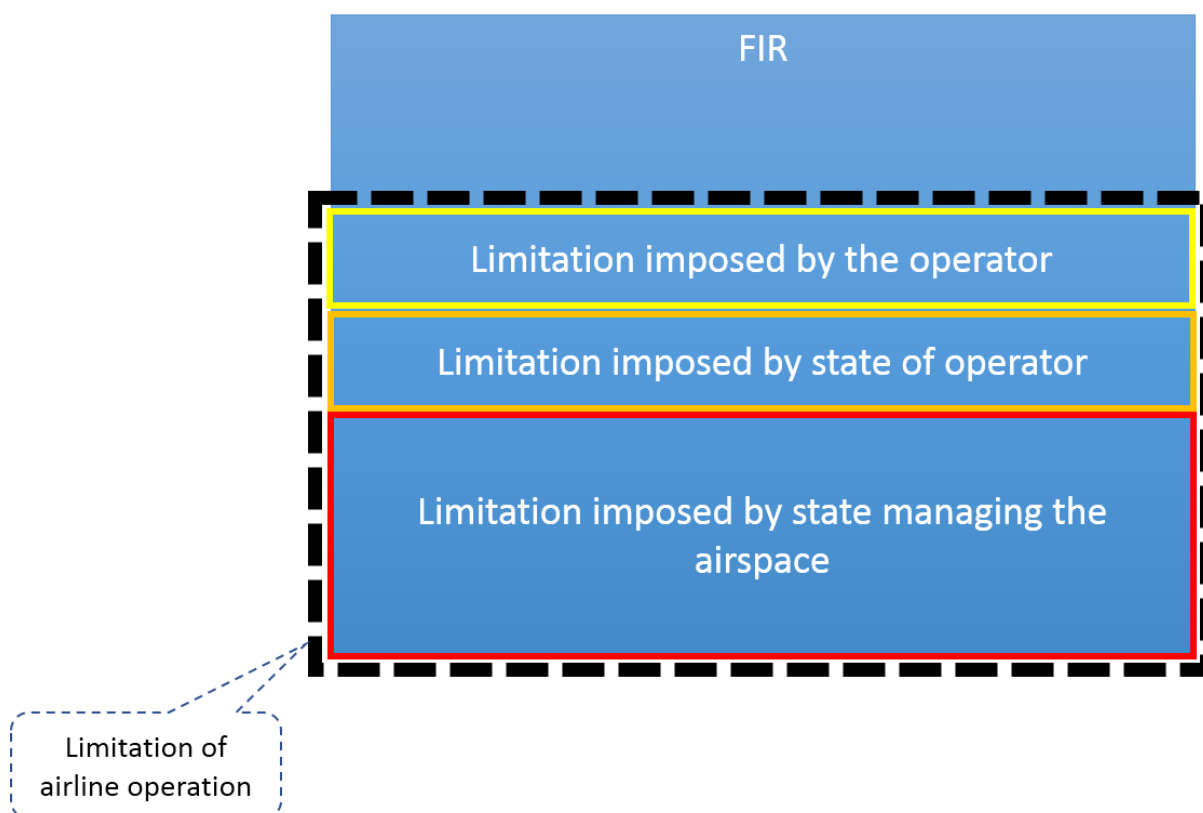 FIR
Limitation imposed by the operator
Limitation imposed by state of operator
Limitation imposed by state managing the
airspace
Limitation of
airline operation